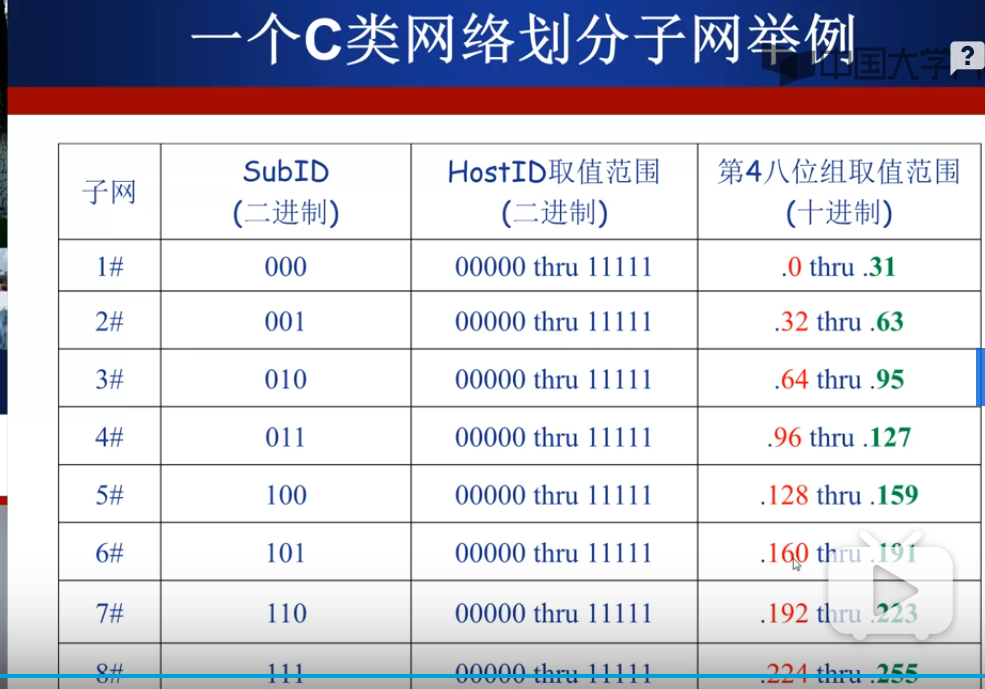 一个C类网络划分子网举例
中国大学
?
子网 SubID (二进制) HostID取值范围 (二进制) 第4八位组取值范围 (十进制)
1# 000 00000 thru 11111 .0 thru .31
2# 001 00000 thru 11111 .32 thru .63
3# 010 00000 thru 11111 .64 thru .95
4# 011 00000 thru 11111 .96 thru .127
5# 100 00000 thru 11111 .128 thru .159
6# 101 00000 thru 11111 .160 thru .191
7# 110 00000 thru 11111 .192 thru .223
8# 111 00000 thru 11111 .224 thru .255